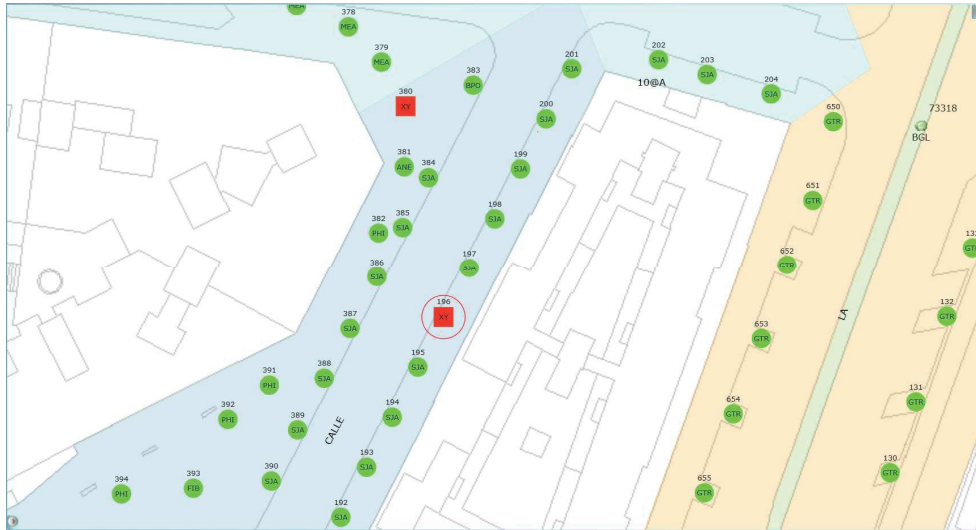 MEA
378
MEA
379
MEA
380
XY
383
BPO
201
SJA
202
SJA
203
SJA
204
SJA
10@A
650
GTR
73318
BGL
200
SJA
381
ANE
384
SJA
199
SJA
651
GTR
382
PHI
385
SJA
198
SJA
386
SJA
197
SJA
652
GTR
GTR
196
XY
387
SJA
653
GTR
LA
132
GTR
195
SJA
388
SJA
391
PHI
392
PHI
389
SJA
CALLE
194
SJA
654
GTR
131
GTR
193
SJA
390
SJA
393
FIB
394
PHI
192
SJA
655
GTR
130
GTR